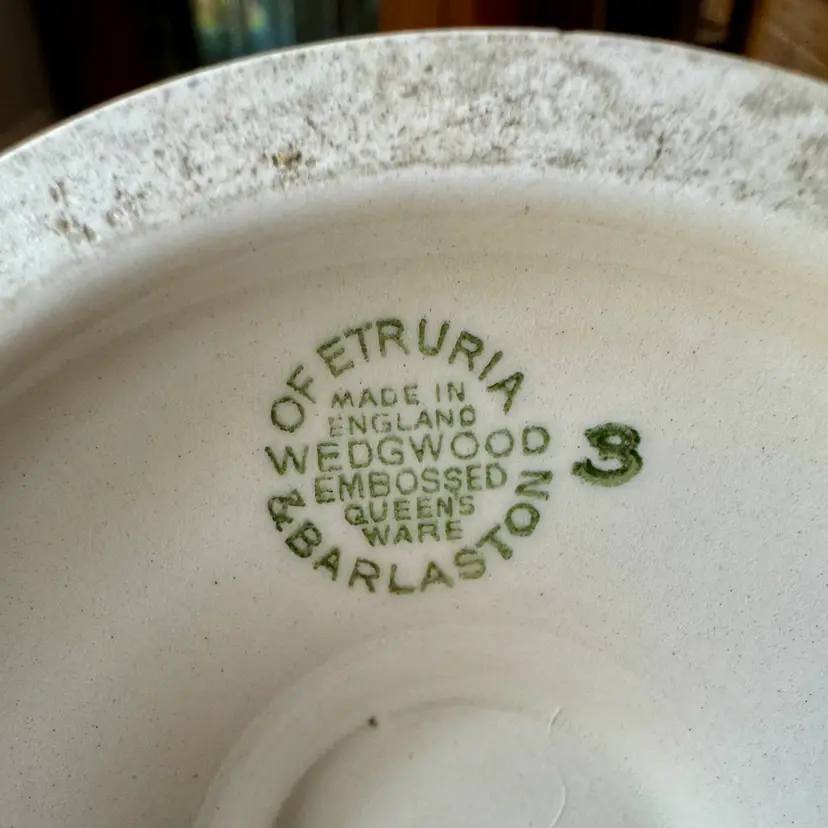 OF ETRURIA
MADE IN
ENGLAND
WEDGWOOD
EMBOSSED
QUEEN'S
WARE
& BARLASTON
3